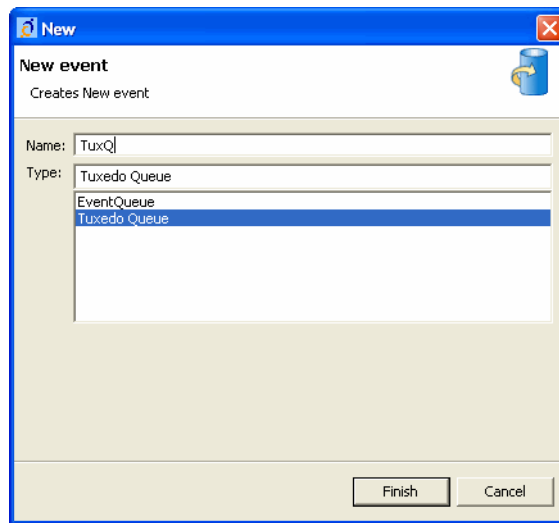 New
New event
Creates New event
Name: TuxQ
Type: Tuxedo Queue
EventQueue
Tuxedo Queue
Finish Cancel